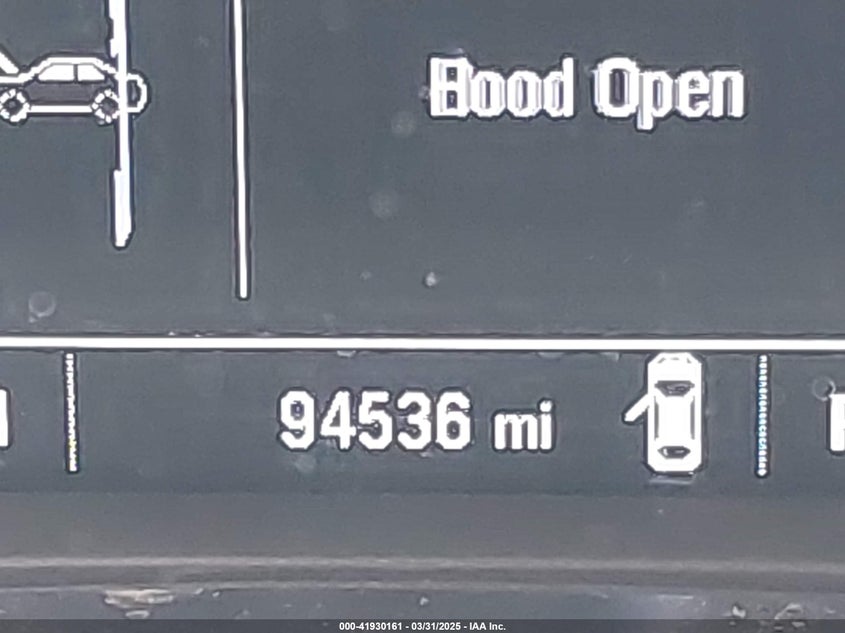 Hood Open
94536 mi
000-41930161 - 03/31/2025 - IAA Inc.